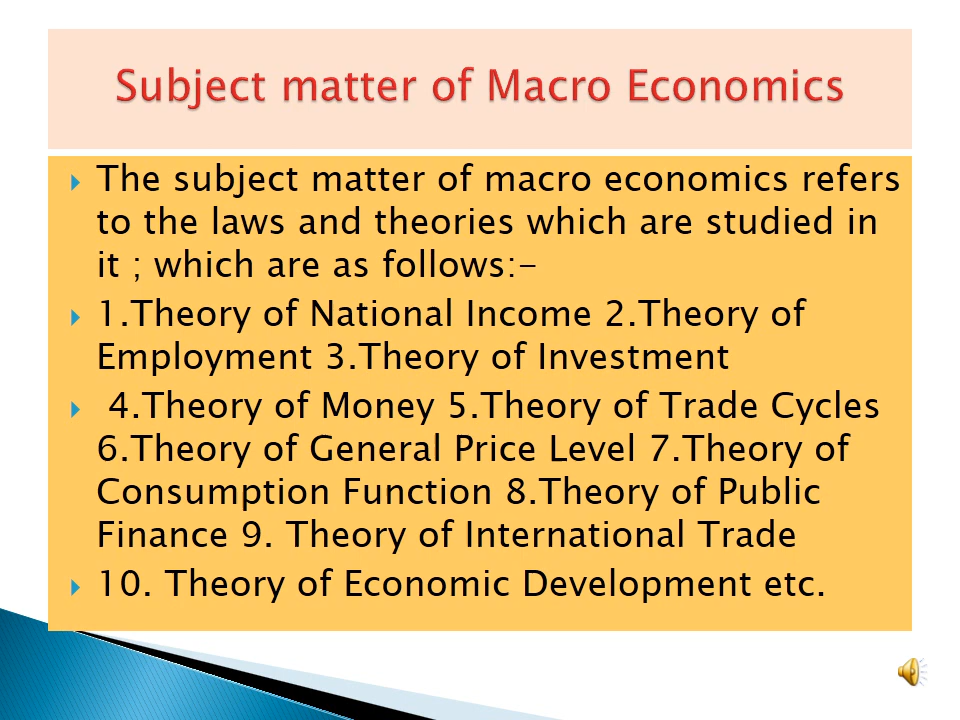 Subject matter of Macro Economics
The subject matter of macro economics refers
to the laws and theories which are studied in
it ; which are as follows:-
1.Theory of National Income 2.Theory of
Employment 3.Theory of Investment
4.Theory of Money 5.Theory of Trade Cycles
6.Theory of General Price Level 7.Theory of
Consumption Function 8.Theory of Public
Finance 9. Theory of International Trade
10. Theory of Economic Development etc.